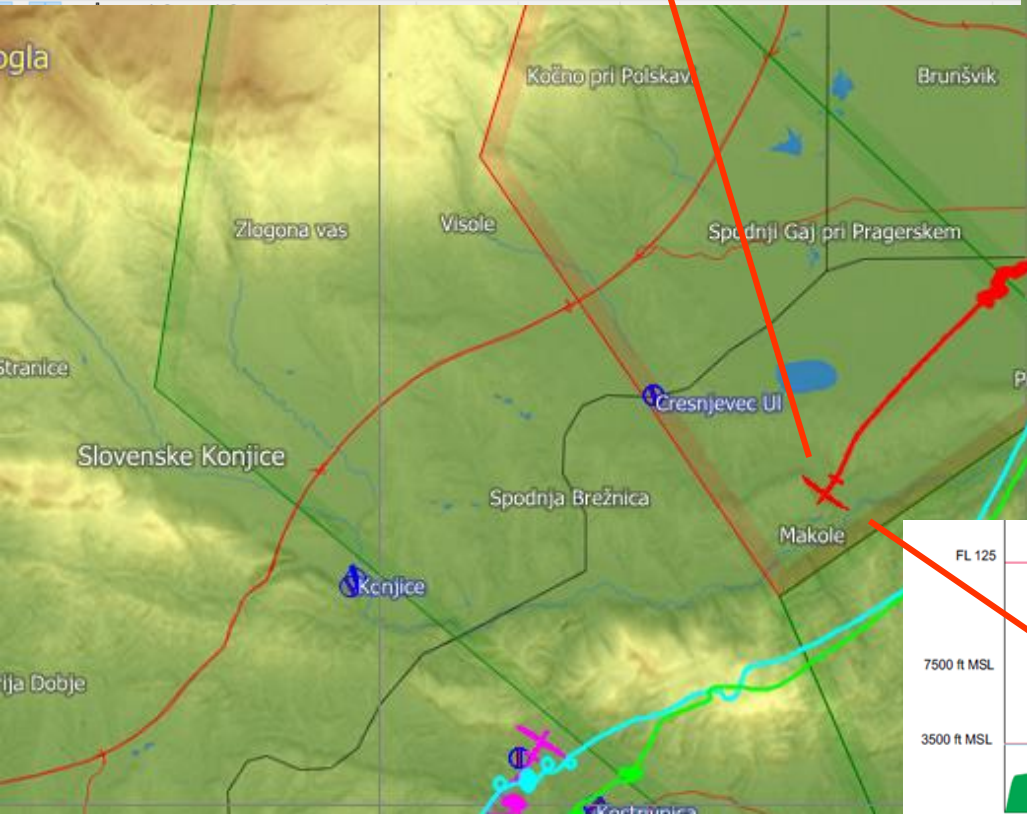 ogla
Kočno pri Polskavi
Brunšvik
Zlogona vas
Visole
Spodnji Gaj pri Pragerskem
Stranice
P
Cresnjevec Ul
Slovenske Konjice
Spodnja Brežnica
Makole
FL 125
Konjice
7500 ft MSL
rija Dobje
3500 ft MSL
Kostrivnica